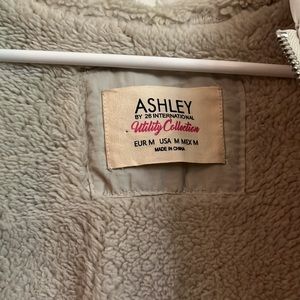 ASHLEY
BY 26 INTERNATIONAL
Utility Collection
EUR M USA M MEX M
MADE IN CHINA